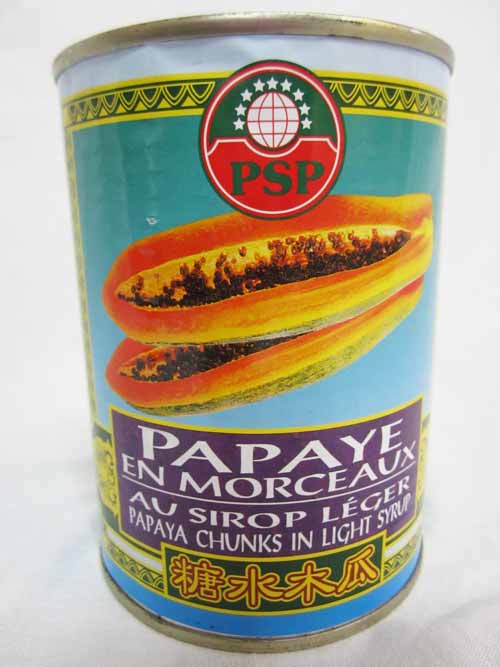 PSP
PAPAYE
EN MORCEAUX
AU SIROP LÉGER
PAPAYA CHUNKS IN LIGHT SYRUP
糖水木瓜